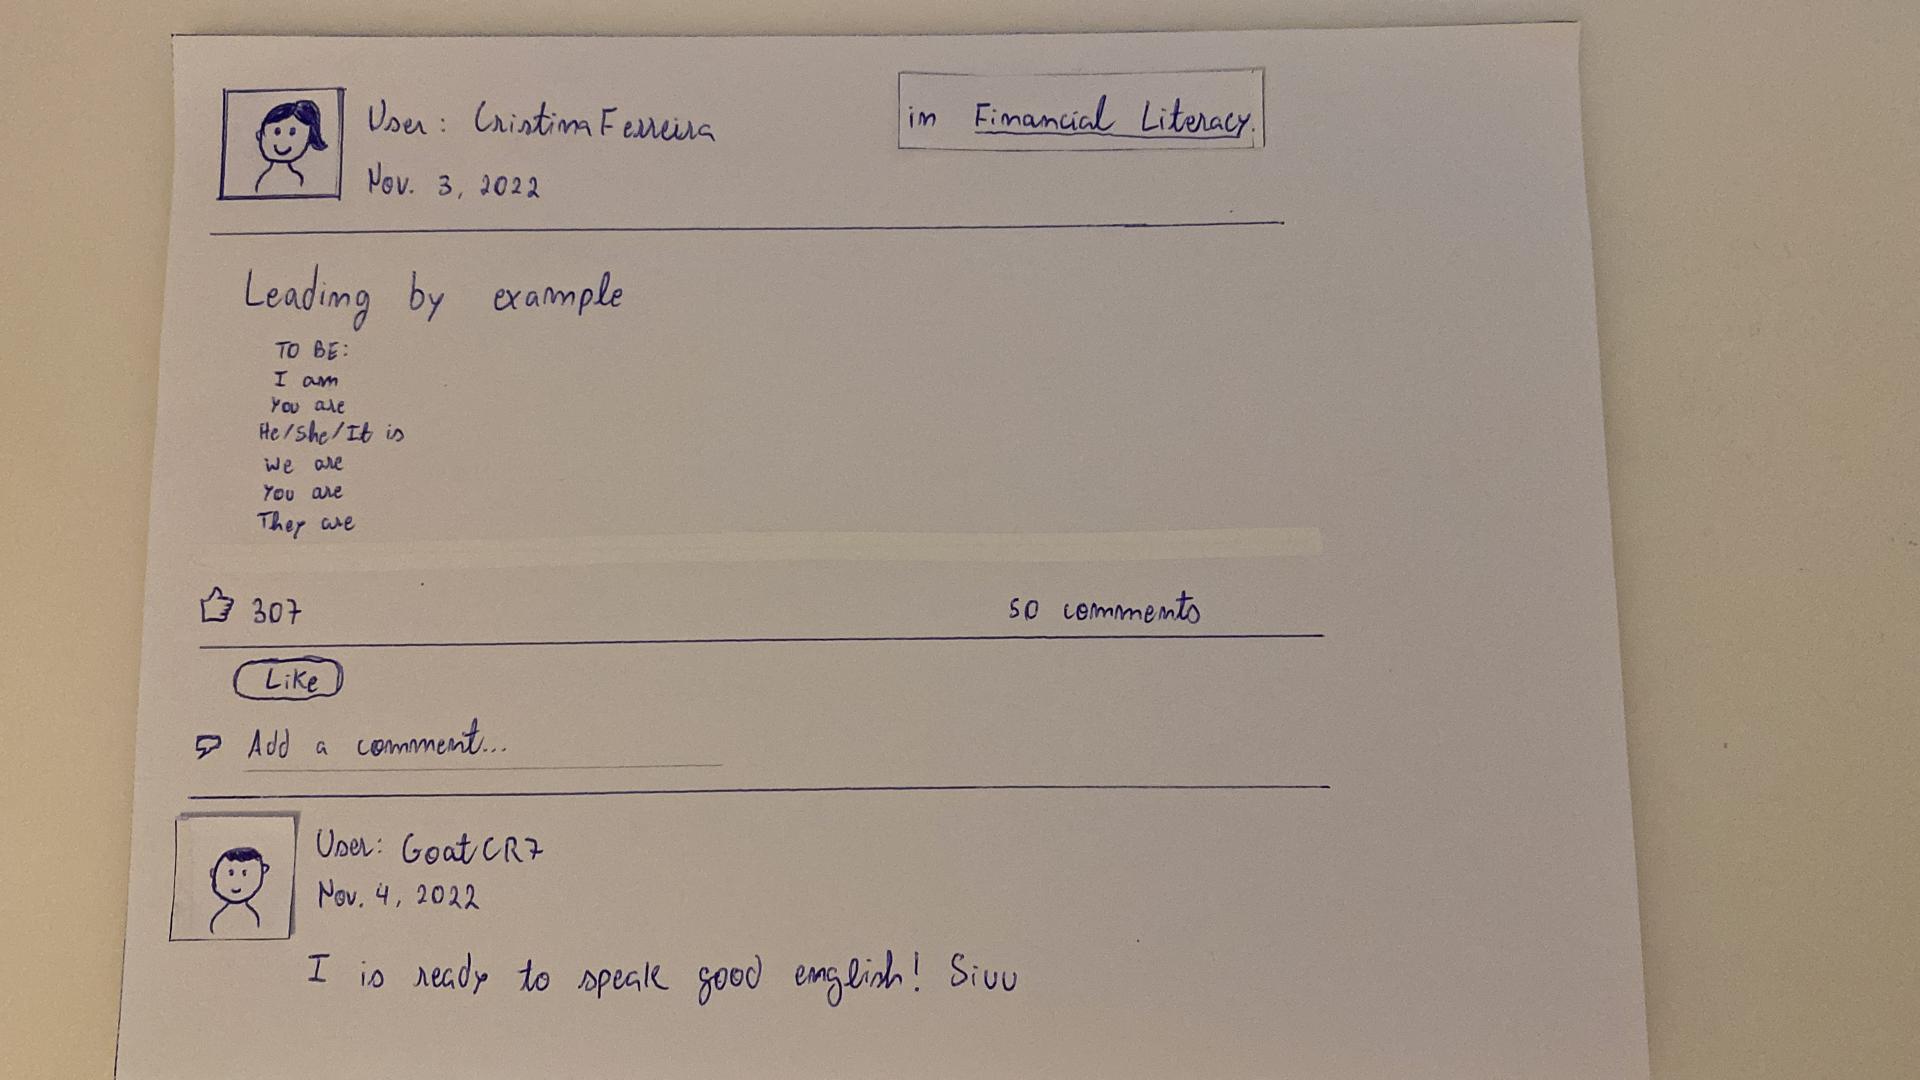 User: CristinaFerreira
in Financial Literacy.
Nov. 3, 2022
Leading by example
TO BE:
I am
You are
He/She/It is
We are
You are
They are
307
50 comments
Like
Add a comment...
User: GoatCR7
Nov. 4, 2022
I is ready to speak good english! Siuu